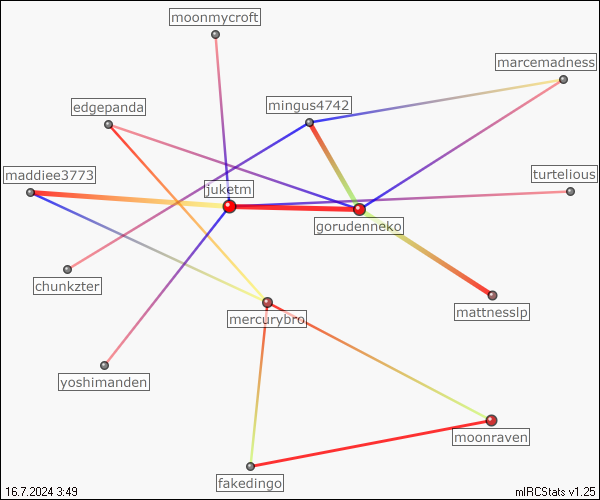 moonmycroft
marcemadness
edgepanda
mingus4742
maddiee3773
turtelious
juketm
gorudenneko
chunkzter
mercurybro
mattnesslp
yoshimanden
moonraven
fakedingo
16.7.2024 3:49
mIRCStats v1.25